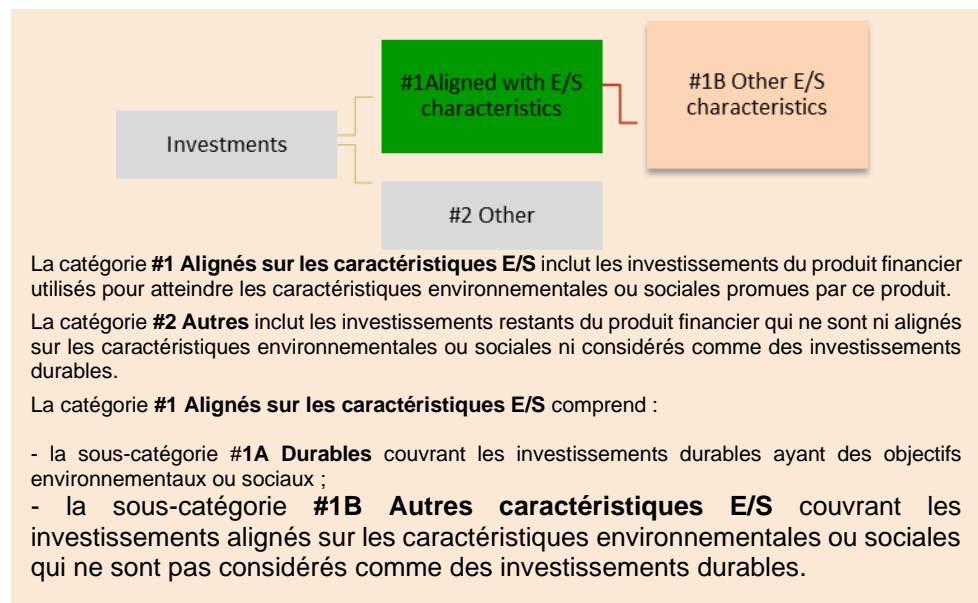 #1Aligned with E/S
characteristics
#1B Other E/S
characteristics
Investments
#2 Other
La catégorie #1 Alignés sur les caractéristiques E/S inclut les investissements du produit financier
utilisés pour atteindre les caractéristiques environnementales ou sociales promues par ce produit.
La catégorie #2 Autres inclut les investissements restants du produit financier qui ne sont ni alignés
sur les caractéristiques environnementales ou sociales ni considérés comme des investissements
durables.
La catégorie #1 Alignés sur les caractéristiques E/S comprend :
- la sous-catégorie #1A Durables couvrant les investissements durables ayant des objectifs
environnementaux ou sociaux ;
- la sous-catégorie #1B Autres caractéristiques E/S couvrant les
investissements alignés sur les caractéristiques environnementales ou sociales
qui ne sont pas considérés comme des investissements durables.